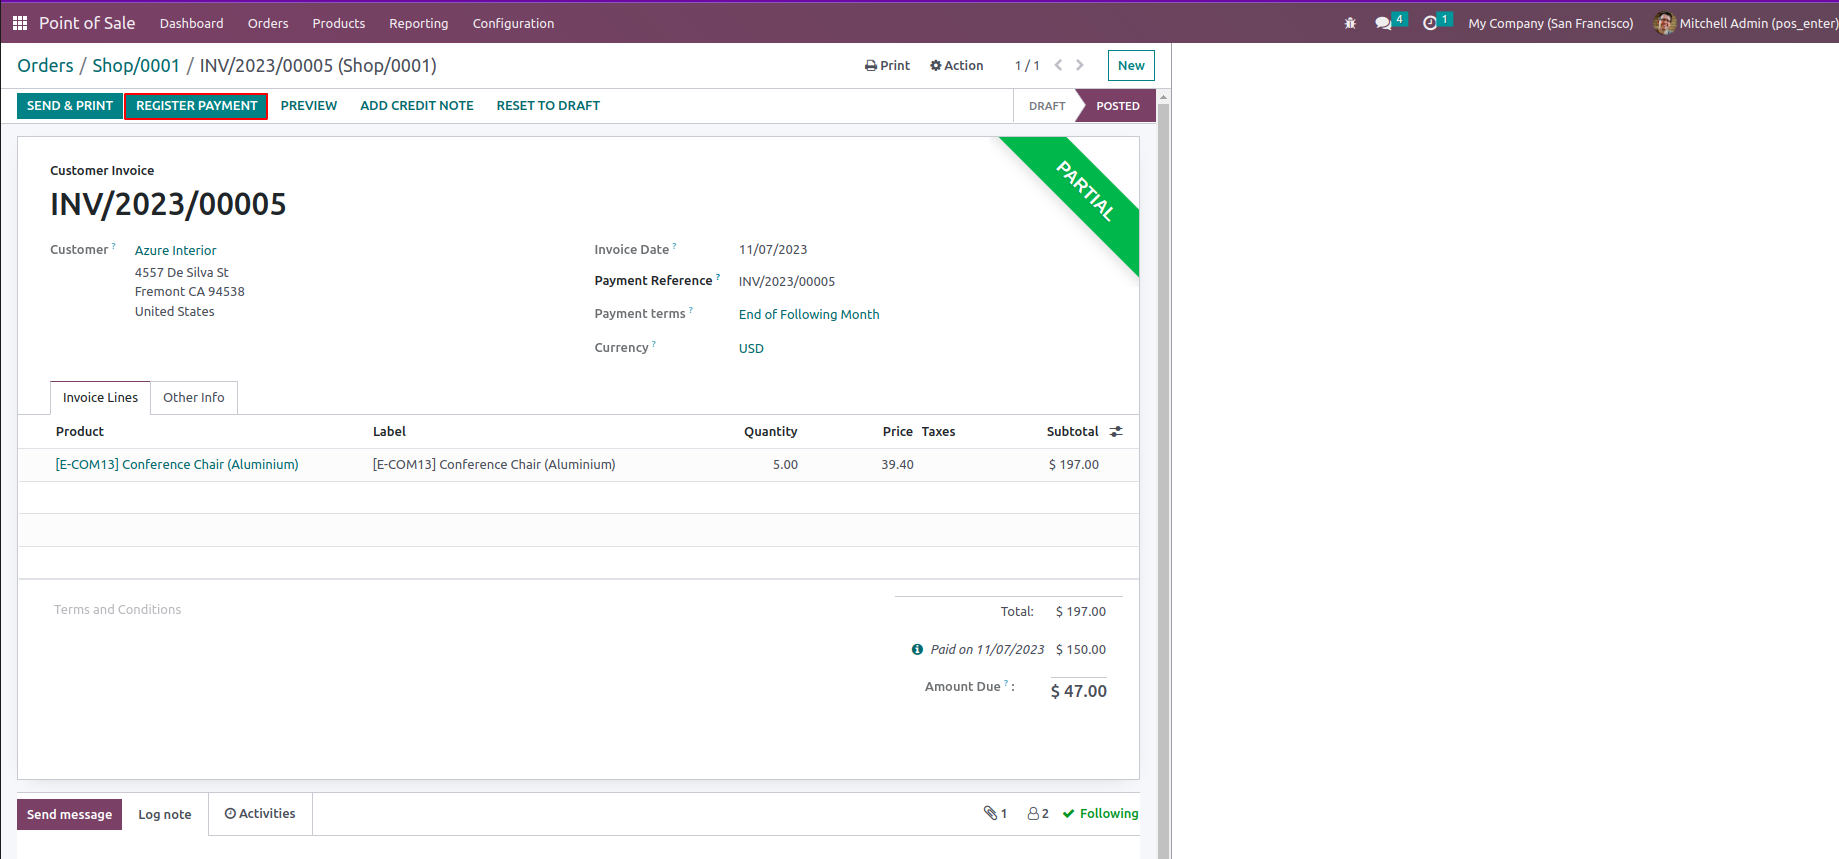 Point of Sale Dashboard Orders Products Reporting Configuration 4 1 My Company (San Francisco) Mitchell Admin (pos_enter)
Orders / Shop/0001 / INV/2023/00005 (Shop/0001) Print Action 1 / 1 New
SEND & PRINT REGISTER PAYMENT PREVIEW ADD CREDIT NOTE RESET TO DRAFT DRAFT POSTED
PARTIAL
Customer Invoice
INV/2023/00005
Customer ? Azure Interior
4557 De Silva St
Fremont CA 94538
United States
Invoice Date ? 11/07/2023
Payment Reference ? INV/2023/00005
Payment terms ? End of Following Month
Currency ? USD
Invoice Lines Other Info
Product Label Quantity Price Taxes Subtotal
[E-COM13] Conference Chair (Aluminium) [E-COM13] Conference Chair (Aluminium) 5.00 39.40 $ 197.00
Terms and Conditions
Total: $ 197.00
Paid on 11/07/2023 $ 150.00
Amount Due ? : $ 47.00
Send message Log note Activities 1 2 Following